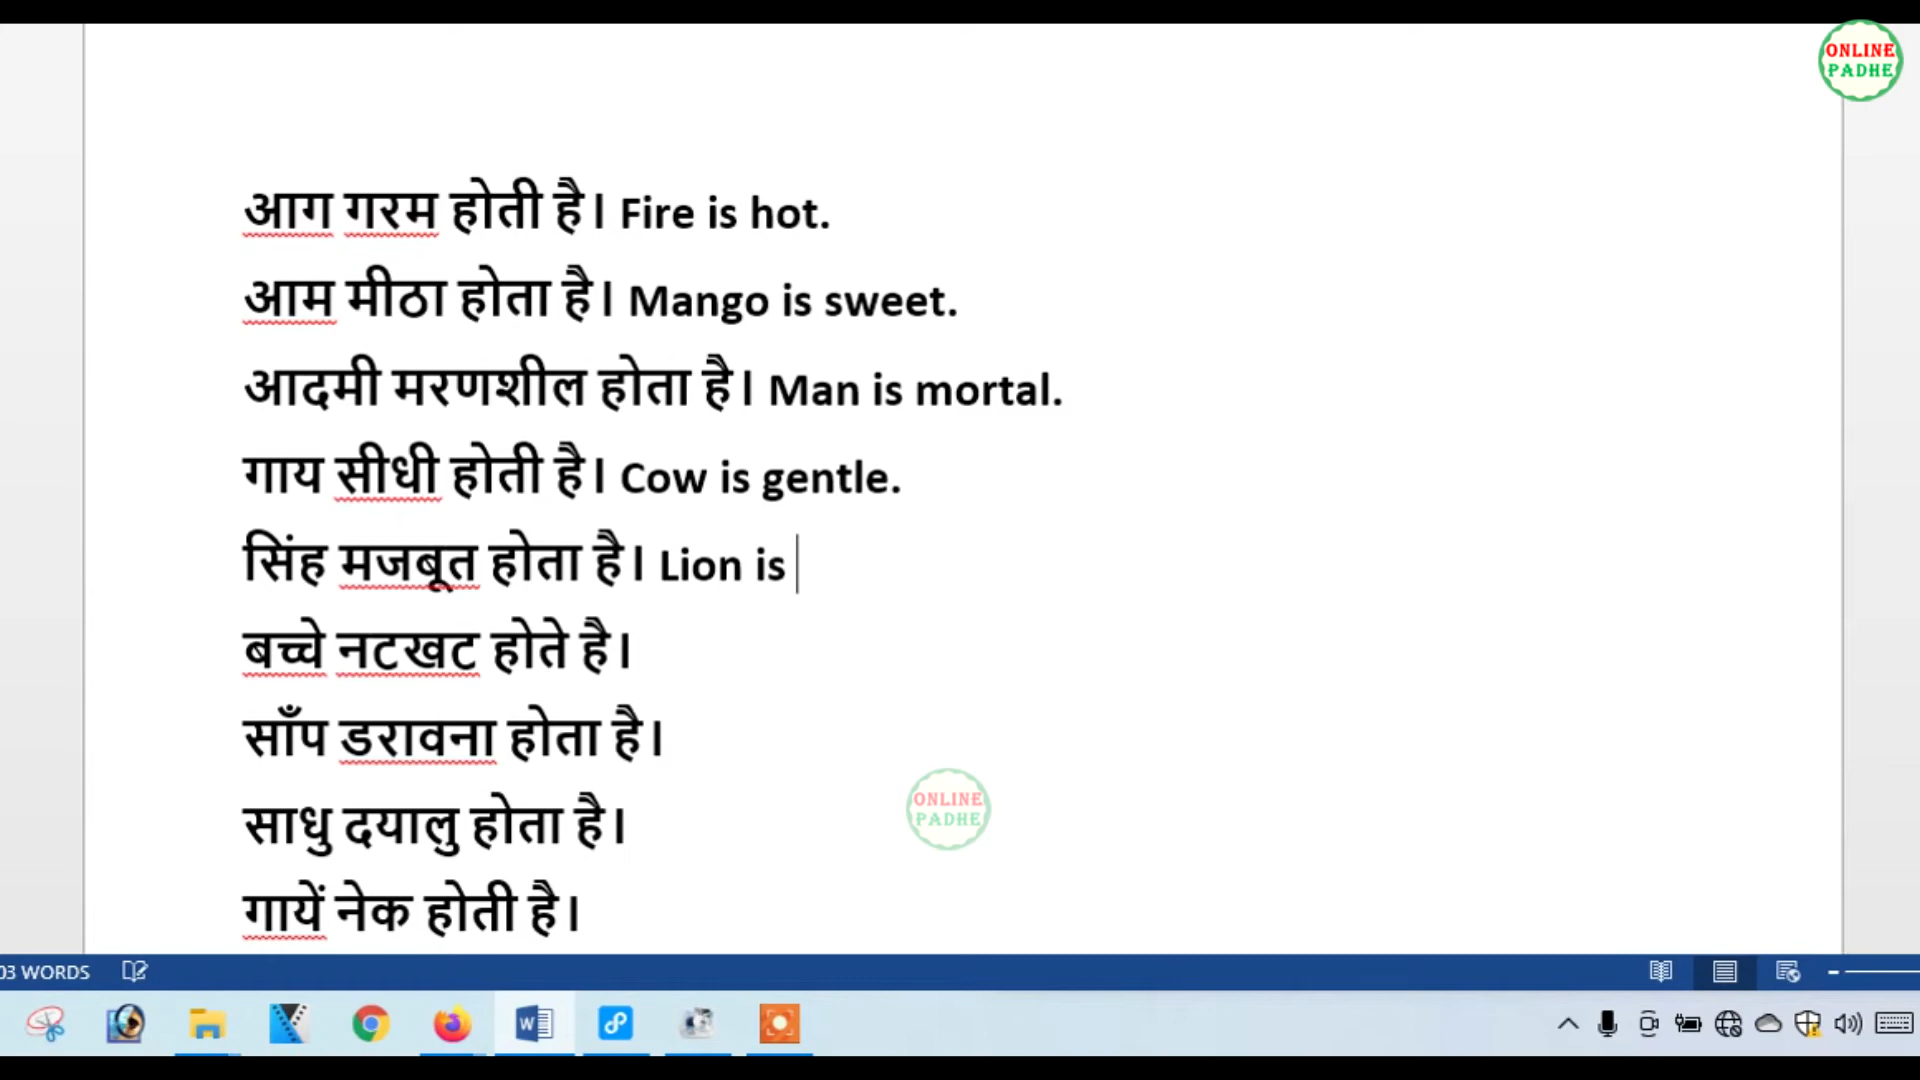 ONLINE
PADHE
आग गरम होती है। Fire is hot.
आम मीठा होता है। Mango is sweet.
आदमी मरणशील होता है। Man is mortal.
गाय सीधी होती है। Cow is gentle.
सिंह मजबूत होता है। Lion is
बच्चे नटखट होते है।
साँप डरावना होता है।
साधु दयालु होता है।
ONLINE
PADHE
गायें नेक होती है।
03 WORDS